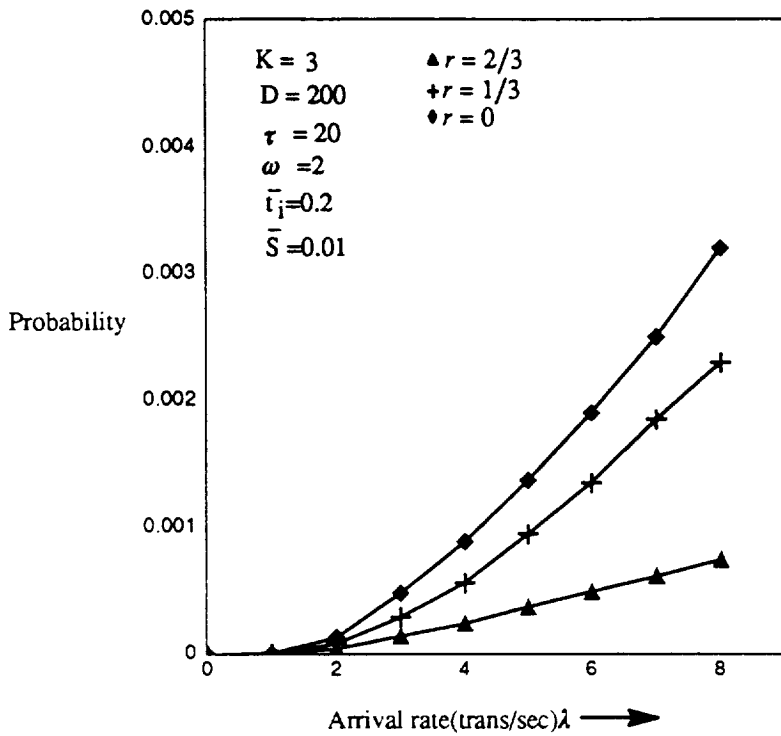 0.005
0.004
0.003
0.002
0.001
0
Probability
K = 3
D = 200
τ = 20
ω =2
t̄i=0.2
S̄ =0.01
▲ r = 2/3
+ r = 1/3
◆ r = 0
0 2 4 6 8
Arrival rate(trans/sec)λ →